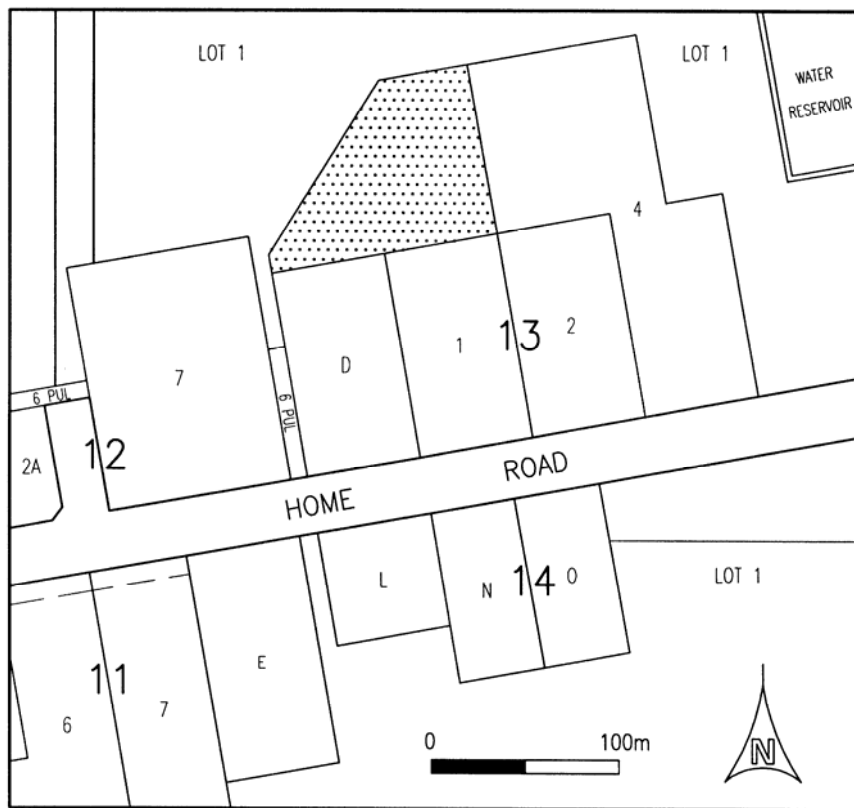 LOT 1
LOT 1
WATER
RESERVOIR
4
13
2
1
D
7
6 PUL
6 PUL
12
2A
HOME ROAD
L
N
14
O
LOT 1
E
11
7
6
0 100m
N